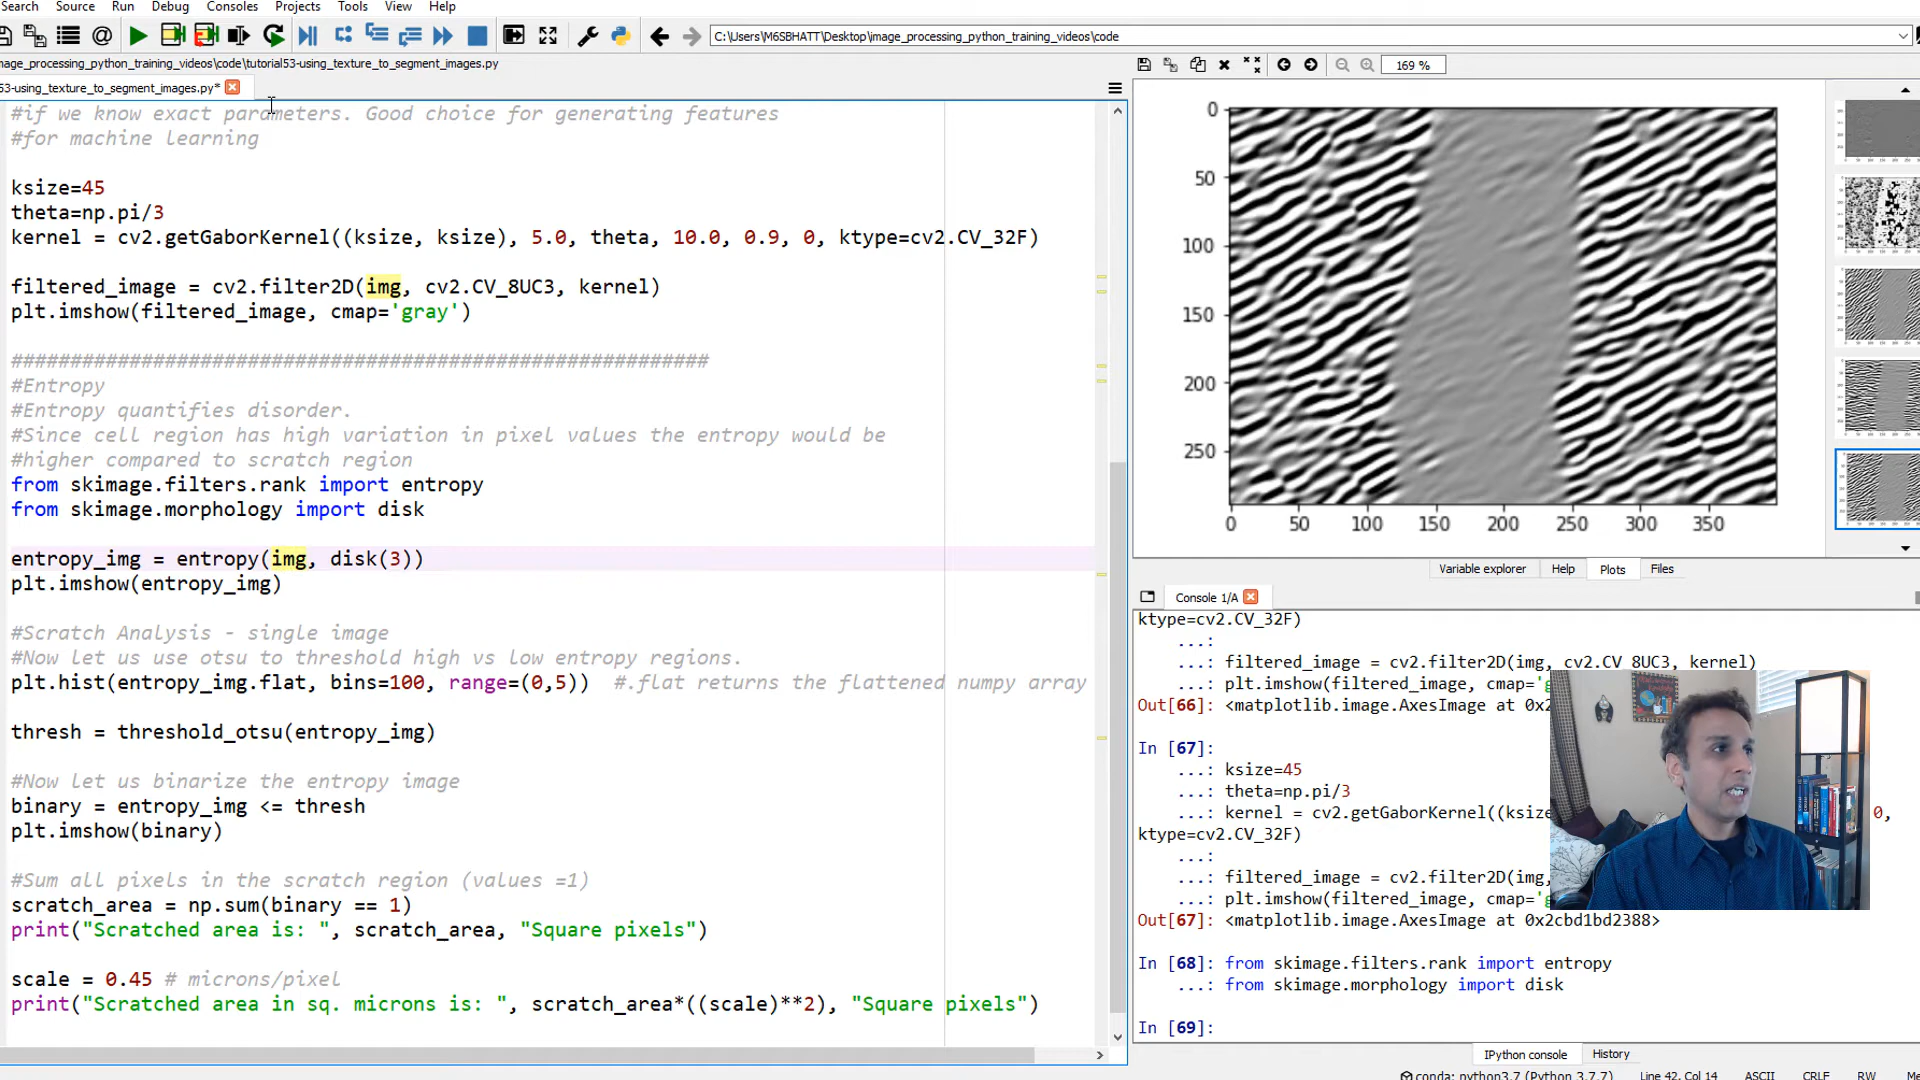 Search Source Run Debug Consoles Projects Tools View Help
C:\Users\M6SBHATT\Desktop\image_processing_python_training_videos\code
mage_processing_python_training_videos\code\tutorial53-using_texture_to_segment_images.py
53-using_texture_to_segment_images.py*
169 %
#if we know exact parameters. Good choice for generating features
#for machine learning
ksize=45
theta=np.pi/3
kernel = cv2.getGaborKernel((ksize, ksize), 5.0, theta, 10.0, 0.9, 0, ktype=cv2.CV_32F)
filtered_image = cv2.filter2D(img, cv2.CV_8UC3, kernel)
plt.imshow(filtered_image, cmap='gray')
############################################################
#Entropy
#Entropy quantifies disorder.
#Since cell region has high variation in pixel values the entropy would be
#higher compared to scratch region
from skimage.filters.rank import entropy
from skimage.morphology import disk
entropy_img = entropy(img, disk(3))
plt.imshow(entropy_img)
#Scratch Analysis - single image
#Now let us use otsu to threshold high vs low entropy regions.
plt.hist(entropy_img.flat, bins=100, range=(0,5)) #.flat returns the flattened numpy array
thresh = threshold_otsu(entropy_img)
#Now let us binarize the entropy image
binary = entropy_img <= thresh
plt.imshow(binary)
#Sum all pixels in the scratch region (values =1)
scratch_area = np.sum(binary == 1)
print("Scratched area is: ", scratch_area, "Square pixels")
scale = 0.45 # microns/pixel
print("Scratched area in sq. microns is: ", scratch_area*((scale)**2), "Square pixels")
0
50
100
150
200
250
0 50 100 150 200 250 300 350
Variable explorer Help Plots Files
Console 1/A
ktype=cv2.CV_32F)
...:
...: filtered_image = cv2.filter2D(img, cv2.CV_8UC3, kernel)
...: plt.imshow(filtered_image, cmap='g
Out[66]: <matplotlib.image.AxesImage at 0x2
In [67]:
...: ksize=45
...: theta=np.pi/3
...: kernel = cv2.getGaborKernel((ksize 0,
ktype=cv2.CV_32F)
...:
...: filtered_image = cv2.filter2D(img,
...: plt.imshow(filtered_image, cmap='g
Out[67]: <matplotlib.image.AxesImage at 0x2cbd1bd2388>
In [68]: from skimage.filters.rank import entropy
...: from skimage.morphology import disk
In [69]:
IPython console History
conda: python3.7 (Python 3.7.7) Line 42, Col 14 ASCII CRLF RW Me